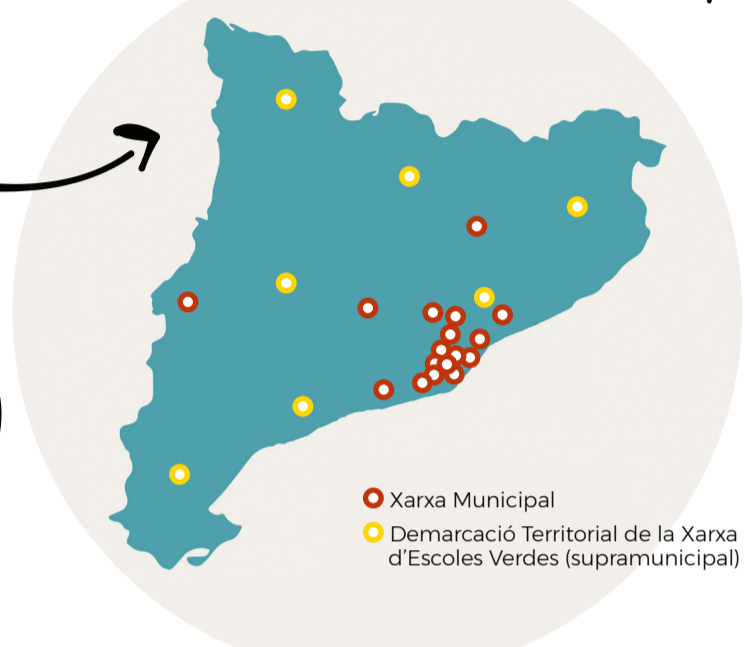 Xarxa Municipal
Demarcació Territorial de la Xarxa
d’Escoles Verdes (supramunicipal)